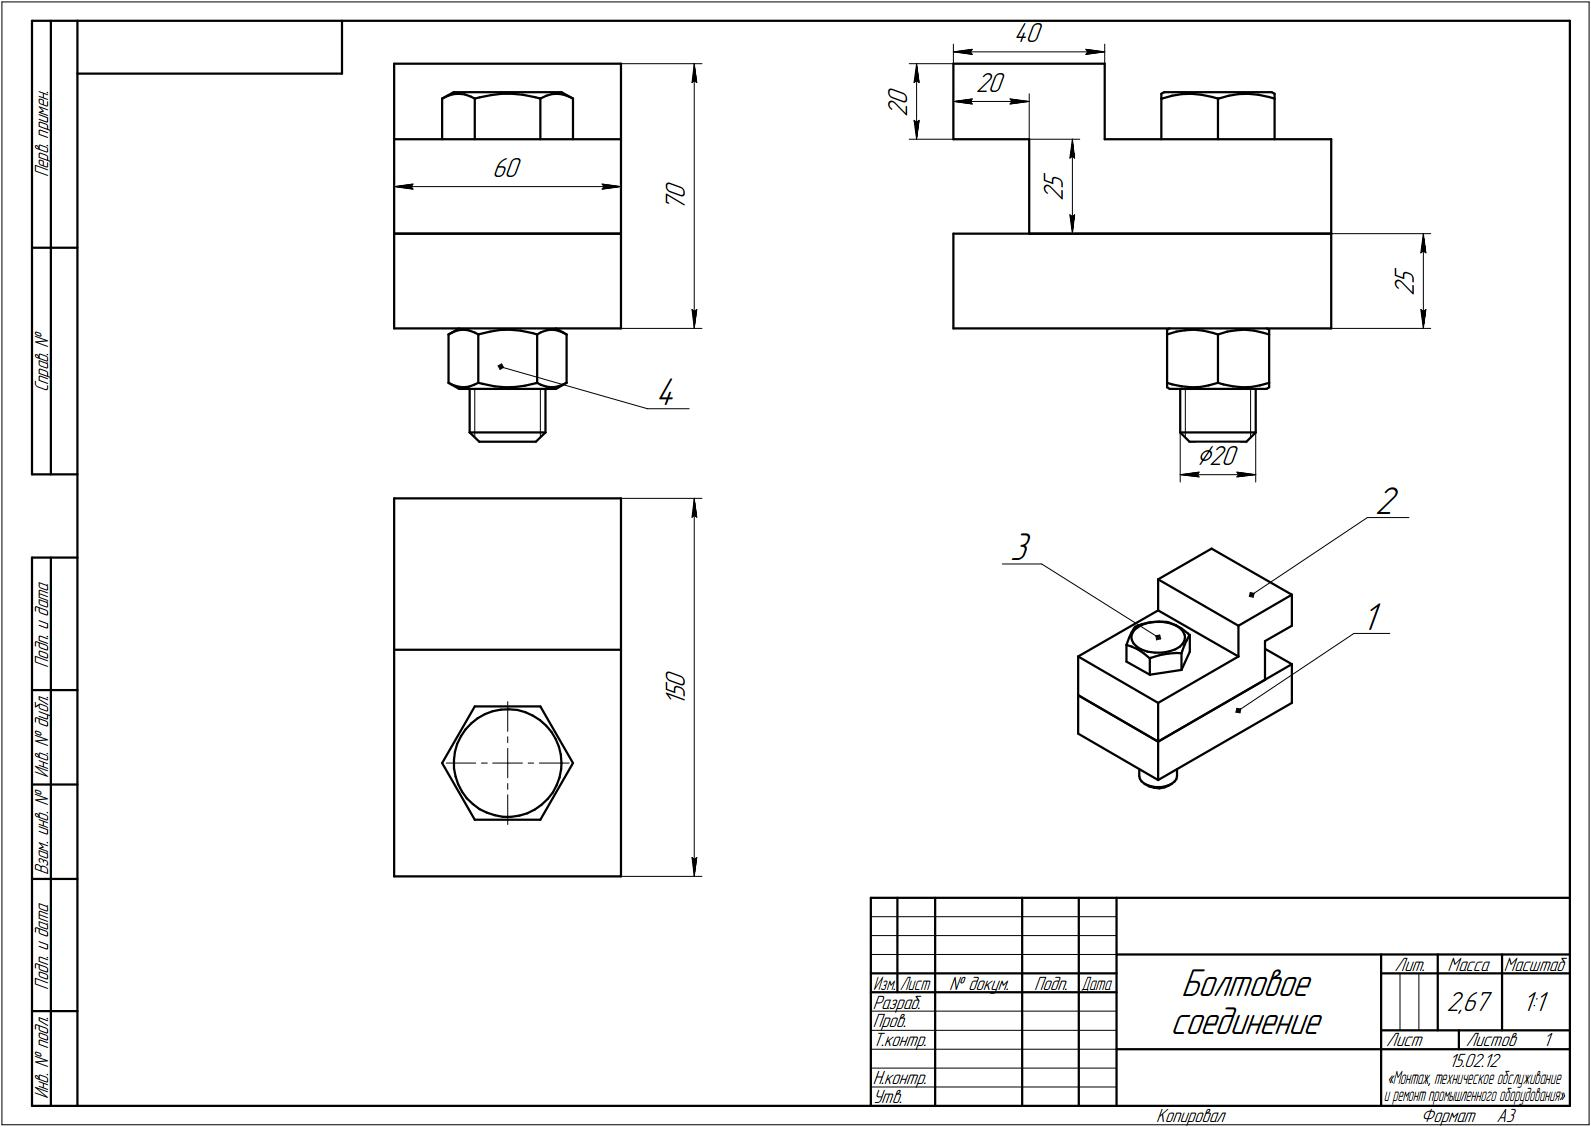 Перв. примен.
Справ. №
Подп. и дата
Инв. № дубл.
Взам. инв. №
Подп. и дата
Инв. № подл.
60
70
4
150
40
20
20
25
25
⌀20
3
2
1
Изм. Лист № докум. Подп. Дата
Разраб.
Пров.
Т.контр.
Н.контр.
Утв.
Болтовое
соединение
Лит. Масса Масштаб
2,67 1:1
Лист Листов 1
15.02.12
«Монтаж, техническое обслуживание
и ремонт промышленного оборудования»
Копировал Формат А3